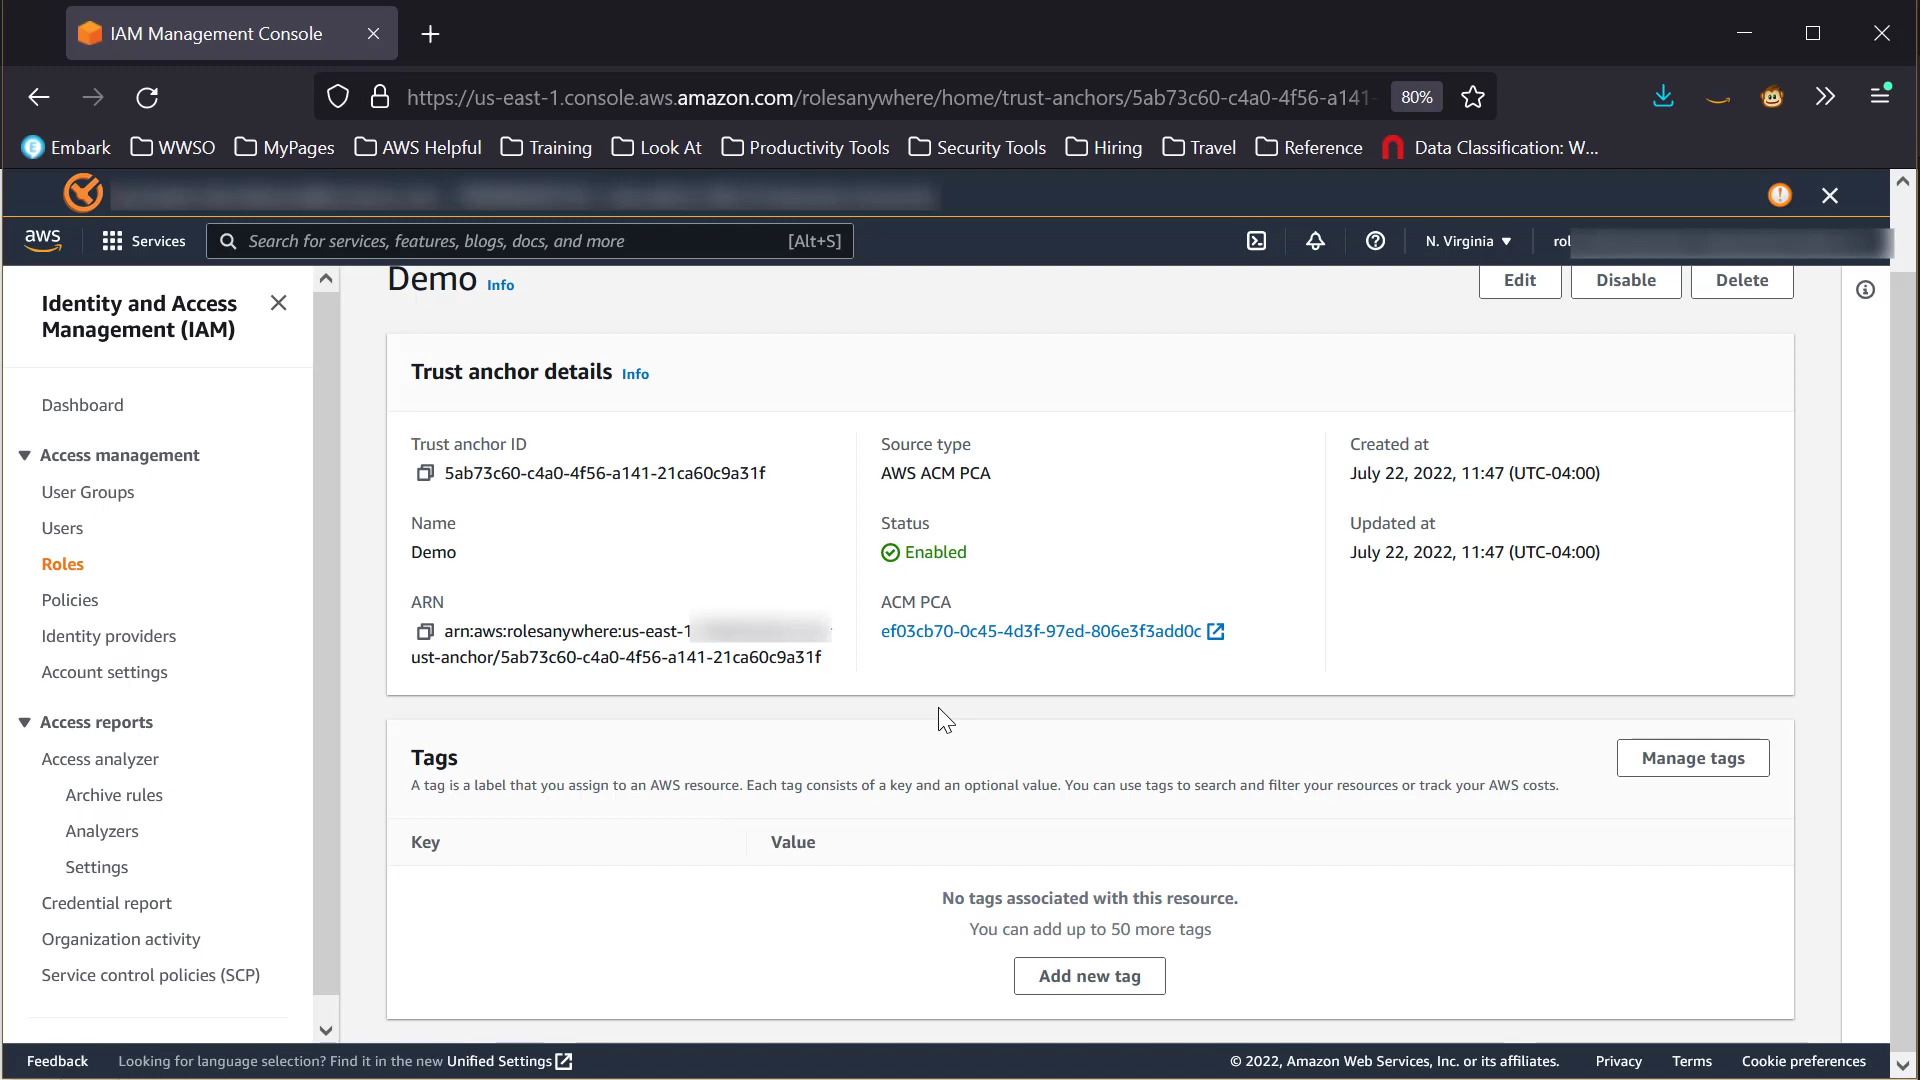 IAM Management Console
https://us-east-1.console.aws.amazon.com/rolesanywhere/home/trust-anchors/5ab73c60-c4a0-4f56-a141-
80%
Embark
WWSO
MyPages
AWS Helpful
Training
Look At
Productivity Tools
Security Tools
Hiring
Travel
Reference
Data Classification: W...
aws
Services
Search for services, features, blogs, docs, and more
[Alt+S]
N. Virginia
rol
Identity and Access
Management (IAM)
Dashboard
Access management
User Groups
Users
Roles
Policies
Identity providers
Account settings
Access reports
Access analyzer
Archive rules
Analyzers
Settings
Credential report
Organization activity
Service control policies (SCP)
Demo Info
Edit
Disable
Delete
Trust anchor details Info
Trust anchor ID
5ab73c60-c4a0-4f56-a141-21ca60c9a31f
Name
Demo
ARN
arn:aws:rolesanywhere:us-east-1
ust-anchor/5ab73c60-c4a0-4f56-a141-21ca60c9a31f
Source type
AWS ACM PCA
Status
Enabled
ACM PCA
ef03cb70-0c45-4d3f-97ed-806e3f3add0c
Created at
July 22, 2022, 11:47 (UTC-04:00)
Updated at
July 22, 2022, 11:47 (UTC-04:00)
Tags
Manage tags
A tag is a label that you assign to an AWS resource. Each tag consists of a key and an optional value. You can use tags to search and filter your resources or track your AWS costs.
Key
Value
No tags associated with this resource.
You can add up to 50 more tags
Add new tag
Feedback
Looking for language selection? Find it in the new Unified Settings
© 2022, Amazon Web Services, Inc. or its affiliates.
Privacy
Terms
Cookie preferences